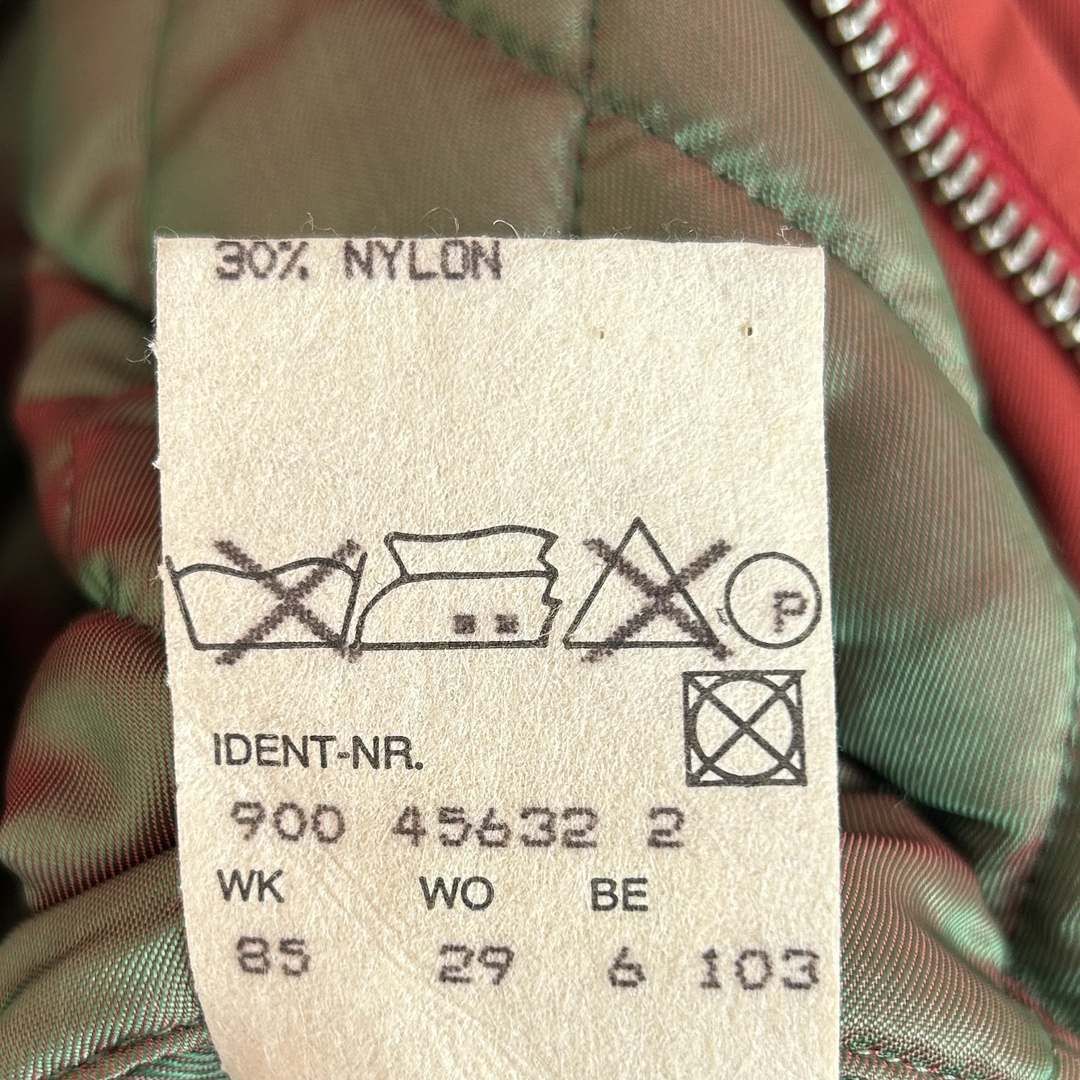 30% NYLON
P
IDENT-NR.
900 45632 2
WK WO BE
85 29 6 103